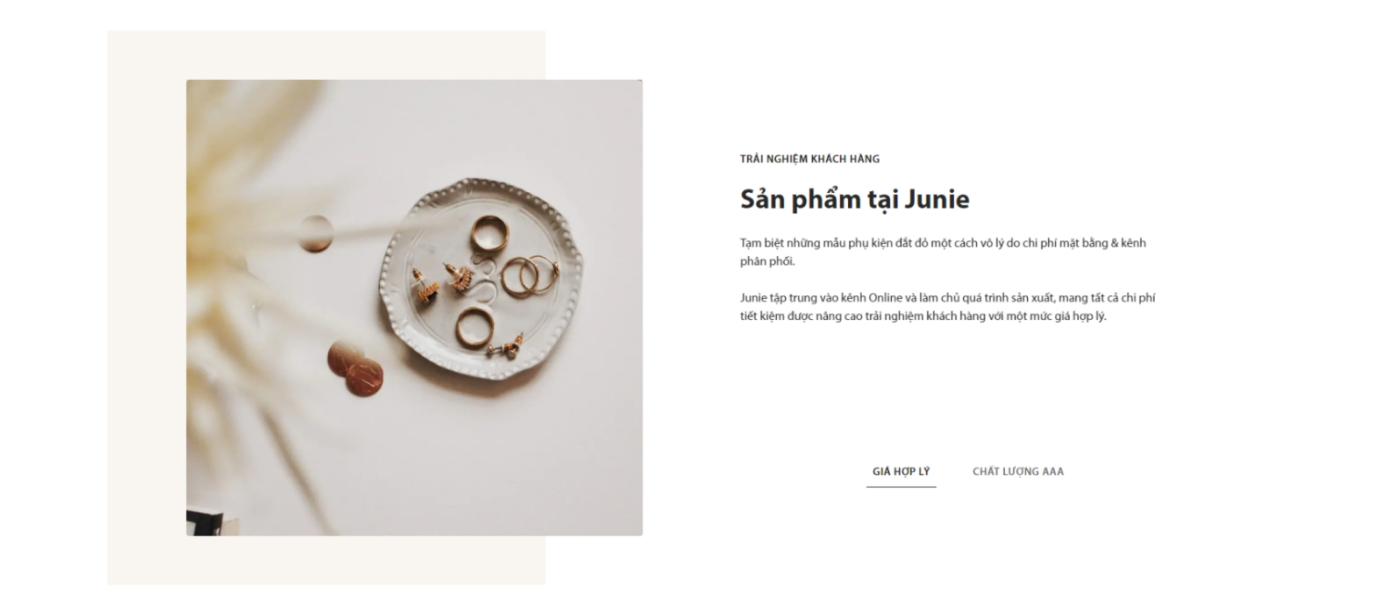 TRẢI NGHIỆM KHÁCH HÀNG
Sản phẩm tại Junie
Tạm biệt những mẫu phụ kiện đắt đỏ một cách vô lý do chi phí mặt bằng & kênh
phân phối.
Junie tập trung vào kênh Online và làm chủ quá trình sản xuất, mang tất cả chi phí
tiết kiệm được nâng cao trải nghiệm khách hàng với một mức giá hợp lý.
GIÁ HỢP LÝ CHẤT LƯỢNG AAA